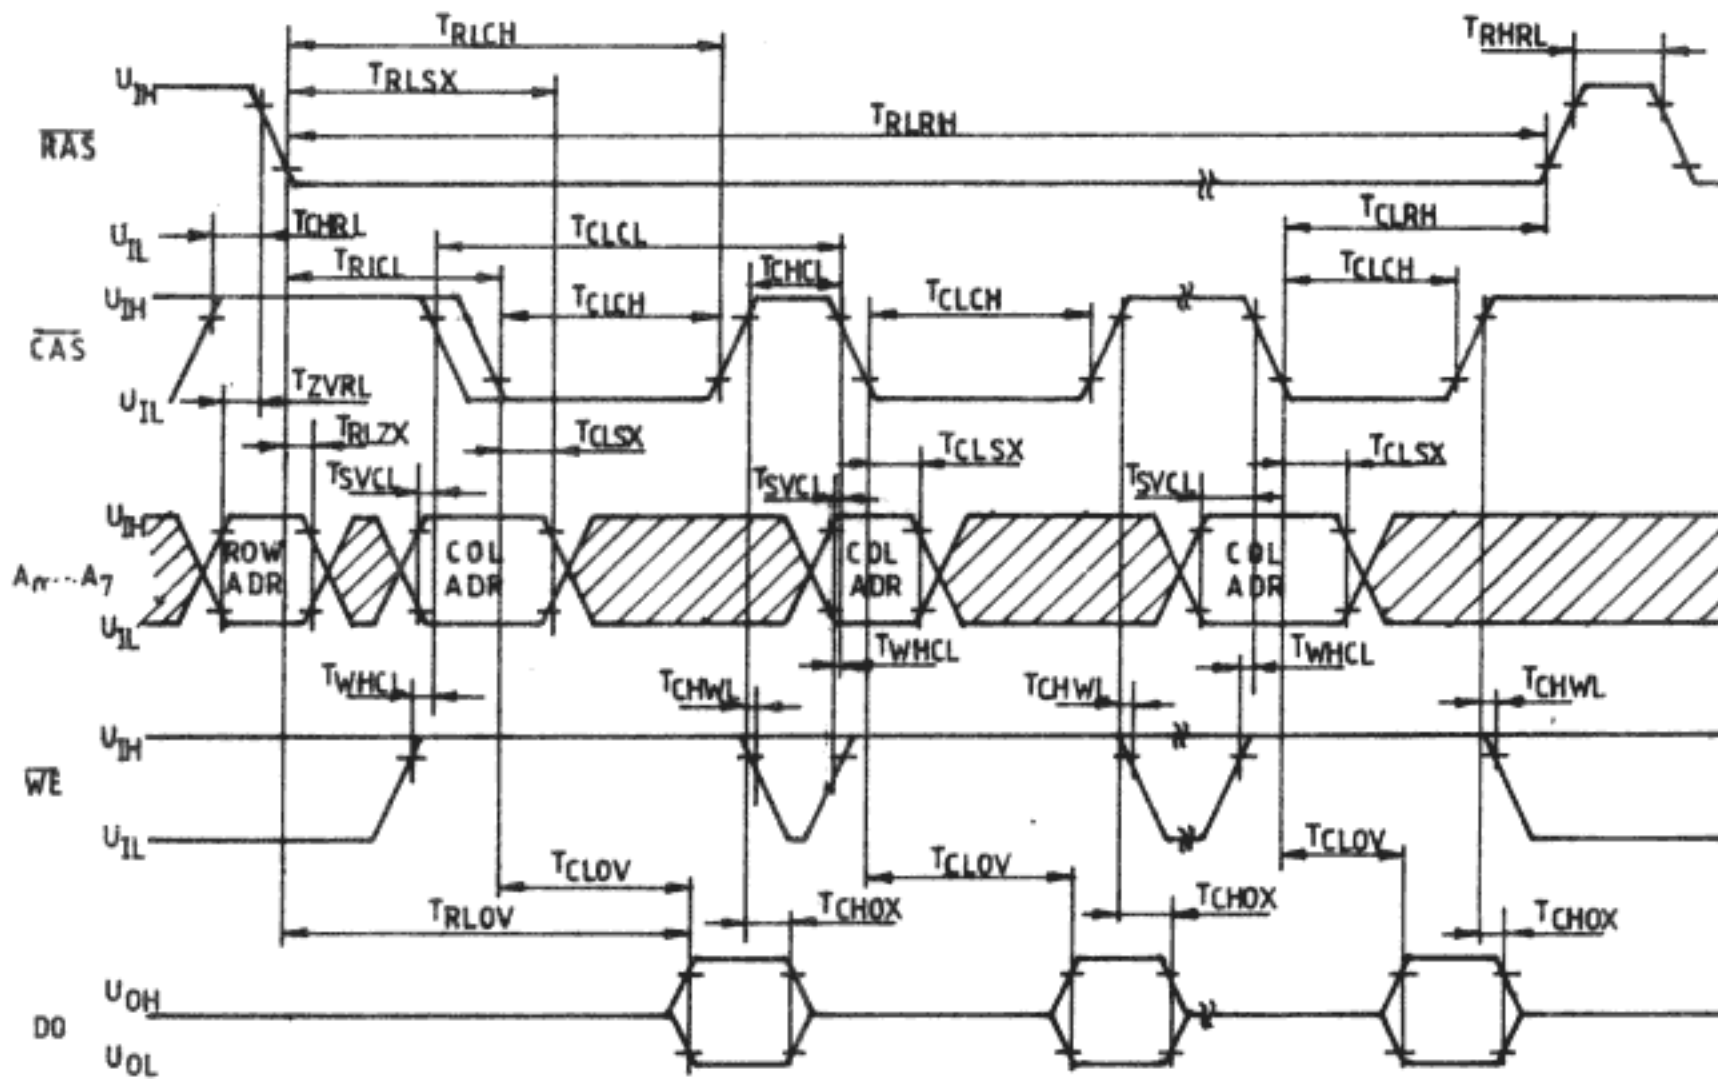 TRLCH
TRHRL
UIH
TRLSX
TRLRH
RAS
TCHRL
TCLCL
TCLRH
UIL
TRLCL
TCHCL
TCLCH
UIH
TCLCH
TCLCH
CAS
TZVRL
UIL
TRLZX
TCLSX
TCLSX
TCLSX
TSVCL
TSVCL
TSVCL
UIH
ROW
ADR
COL
ADR
COL
ADR
COL
ADR
A0...A7
UIL
TWHCL
TWHCL
TWHCL
TCHWL
TCHWL
TCHWL
UIH
WE
UIL
TCLOV
TCLOV
TCLOV
TRLOV
TCHOX
TCHOX
TCHOX
UOH
DO
UOL